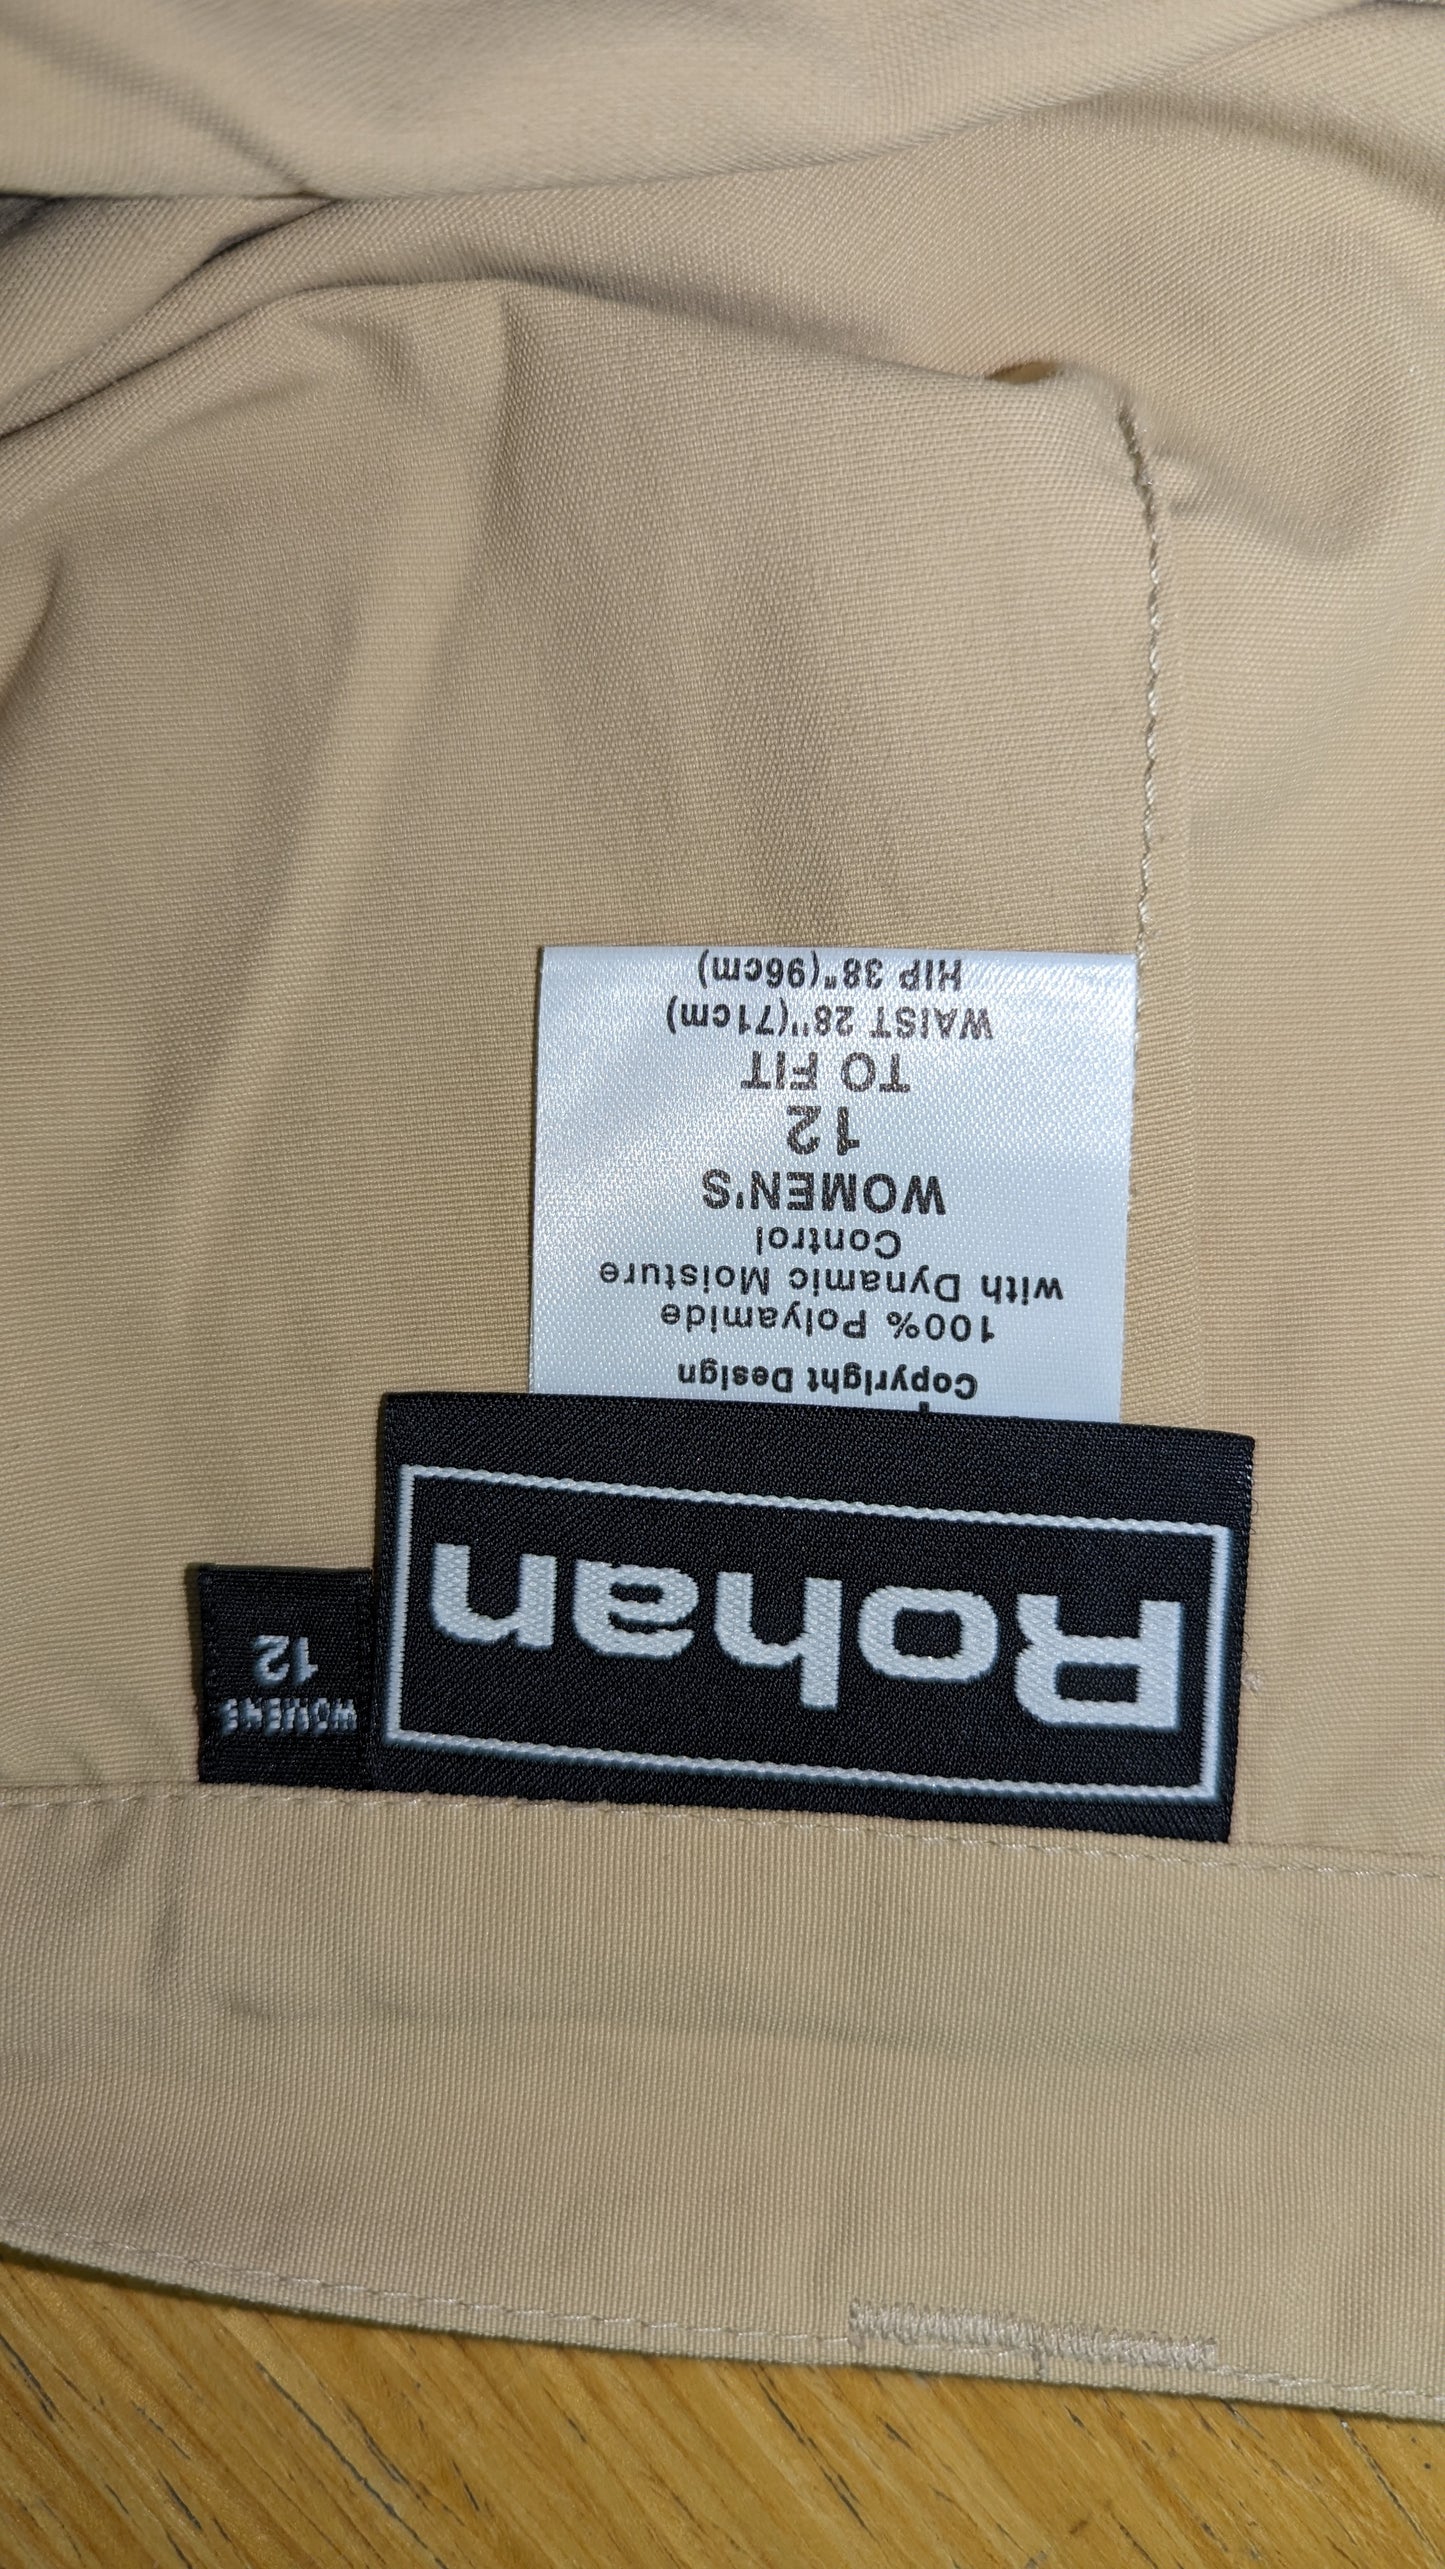 Rohan
WOMENS
12
Copyright Design
100% Polyamide
with Dynamic Moisture
Control
WOMEN'S
12
TO FIT
WAIST 28"(71cm)
HIP 38"(96cm)